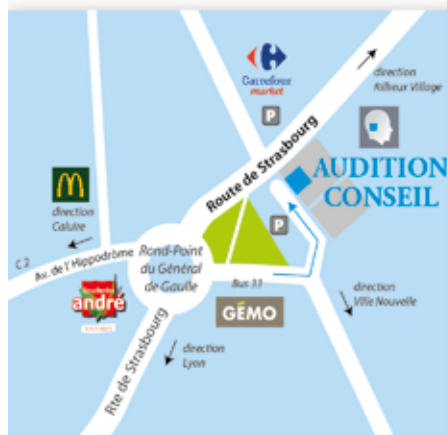 Carrefour
market
direction
Rillieux Village
P
Route de Strasbourg
AUDITION
CONSEIL
direction
Caluire
P
C 2
Av. de l'Hippodrôme
Rond-Point
du Général
de Gaulle
Bus 33
direction
Ville Nouvelle
andré
GÉMO
Rte de Strasbourg
direction
Lyon